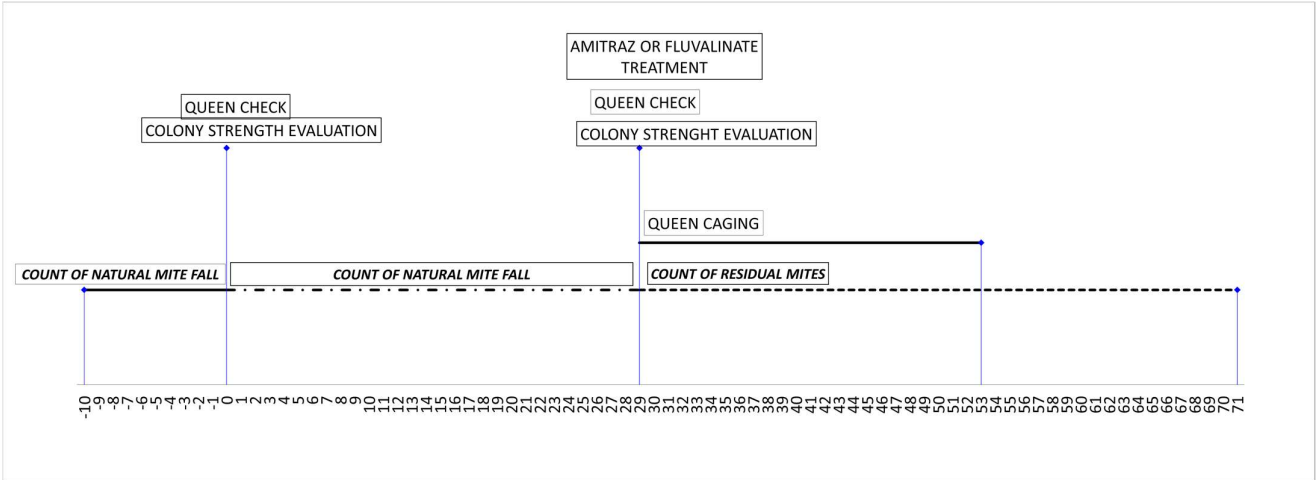 AMITRAZ OR FLUVALINATE
TREATMENT
QUEEN CHECK
QUEEN CHECK
COLONY STRENGTH EVALUATION
COLONY STRENGHT EVALUATION
QUEEN CAGING
COUNT OF NATURAL MITE FALL
COUNT OF NATURAL MITE FALL
COUNT OF RESIDUAL MITES
-10 -9 -8 -7 -6 -5 -4 -3 -2 -1 0 1 2 3 4 5 6 7 8 9 10 11 12 13 14 15 16 17 18 19 20 21 22 23 24 25 26 27 28 29 30 31 32 33 34 35 36 37 38 39 40 41 42 43 44 45 46 47 48 49 50 51 52 53 54 55 56 57 58 59 60 61 62 63 64 65 66 67 68 69 70 71